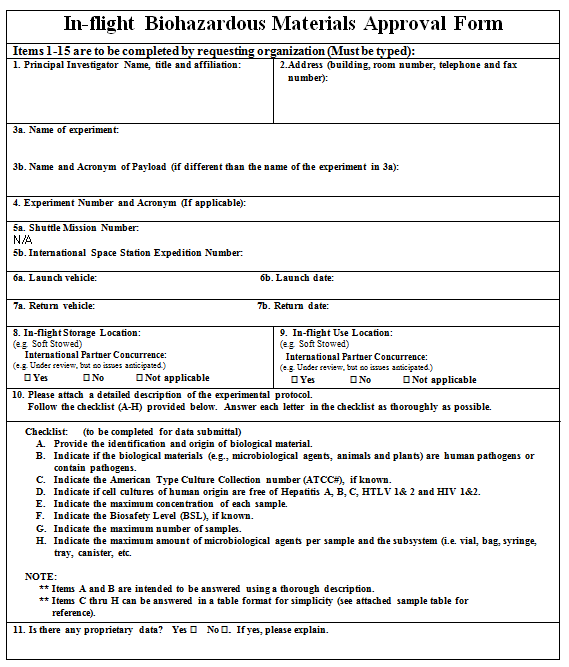 In-flight Biohazardous Materials Approval Form
Items 1-15 are to be completed by requesting organization (Must be typed):
1. Principal Investigator Name, title and affiliation:
2.Address (building, room number, telephone and fax
number):
3a. Name of experiment:
3b. Name and Acronym of Payload (if different than the name of the experiment in 3a):
4. Experiment Number and Acronym (If applicable):
5a. Shuttle Mission Number:
N/A
5b. International Space Station Expedition Number:
6a. Launch vehicle:
6b. Launch date:
7a. Return vehicle:
7b. Return date:
8. In-flight Storage Location:
(e.g. Soft Stowed)
International Partner Concurrence:
(e.g. Under review, but no issues anticipated.)
☐ Yes ☐ No ☐ Not applicable
9. In-flight Use Location:
(e.g. Soft Stowed)
International Partner Concurrence:
(e.g. Under review, but no issues anticipated.)
☐ Yes ☐ No ☐ Not applicable
10. Please attach a detailed description of the experimental protocol.
Follow the checklist (A-H) provided below. Answer each letter in the checklist as thoroughly as possible.
Checklist: (to be completed for data submittal)
A. Provide the identification and origin of biological material.
B. Indicate if the biological materials (e.g., microbiological agents, animals and plants) are human pathogens or
contain pathogens.
C. Indicate the American Type Culture Collection number (ATCC#), if known.
D. Indicate if cell cultures of human origin are free of Hepatitis A, B, C, HTLV 1& 2 and HIV 1&2.
E. Indicate the maximum concentration of each sample.
F. Indicate the Biosafety Level (BSL), if known.
G. Indicate the maximum number of samples.
H. Indicate the maximum amount of microbiological agents per sample and the subsystem (i.e. vial, bag, syringe,
tray, canister, etc.
NOTE:
** Items A and B are intended to be answered using a thorough description.
** Items C thru H can be answered in a table format for simplicity (see attached sample table for
reference).
11. Is there any proprietary data? Yes ☐ No ☐. If yes, please explain.